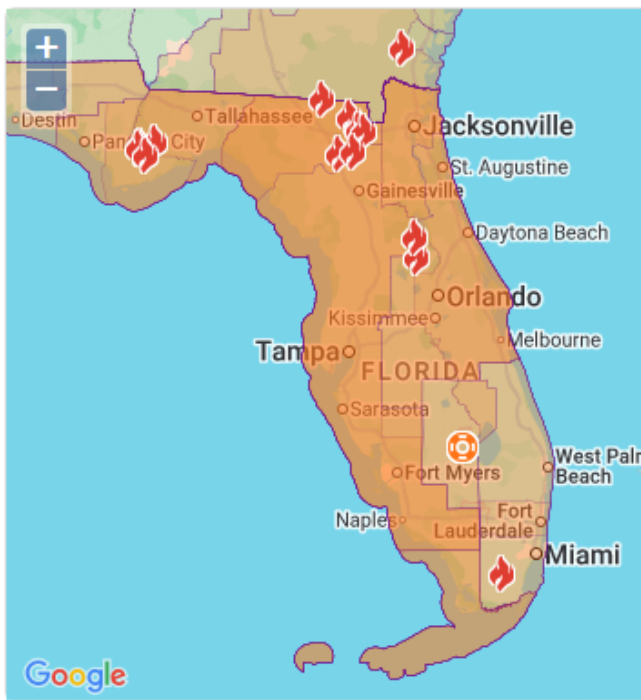 +
−
Destin
Tallahassee
Jacksonville
City
St. Augustine
Gainesville
Daytona Beach
Orlando
Kissimmee
Tampa
Melbourne
FLORIDA
Sarasota
West Palm
Beach
Fort Myers
Naples
Fort
Lauderdale
Miami
Google